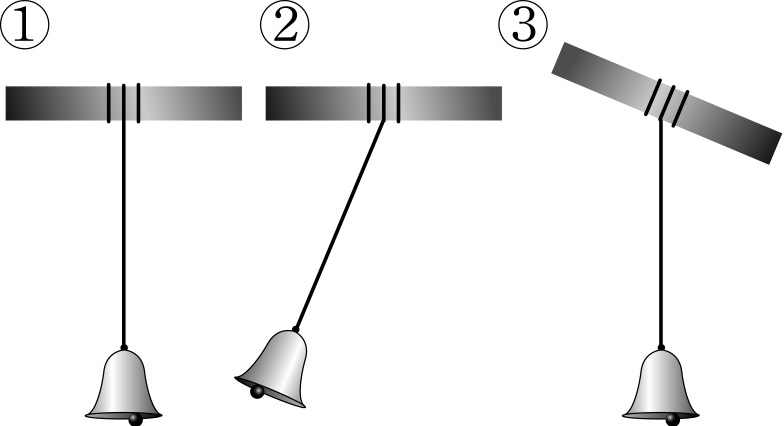 ① ② ③